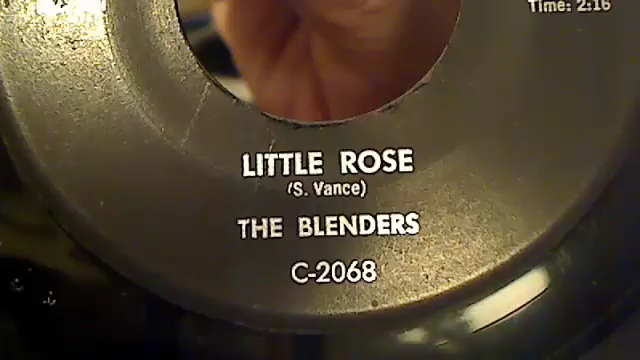 Time: 2:16
LITTLE ROSE
(S. Vance)
THE BLENDERS
C-2068